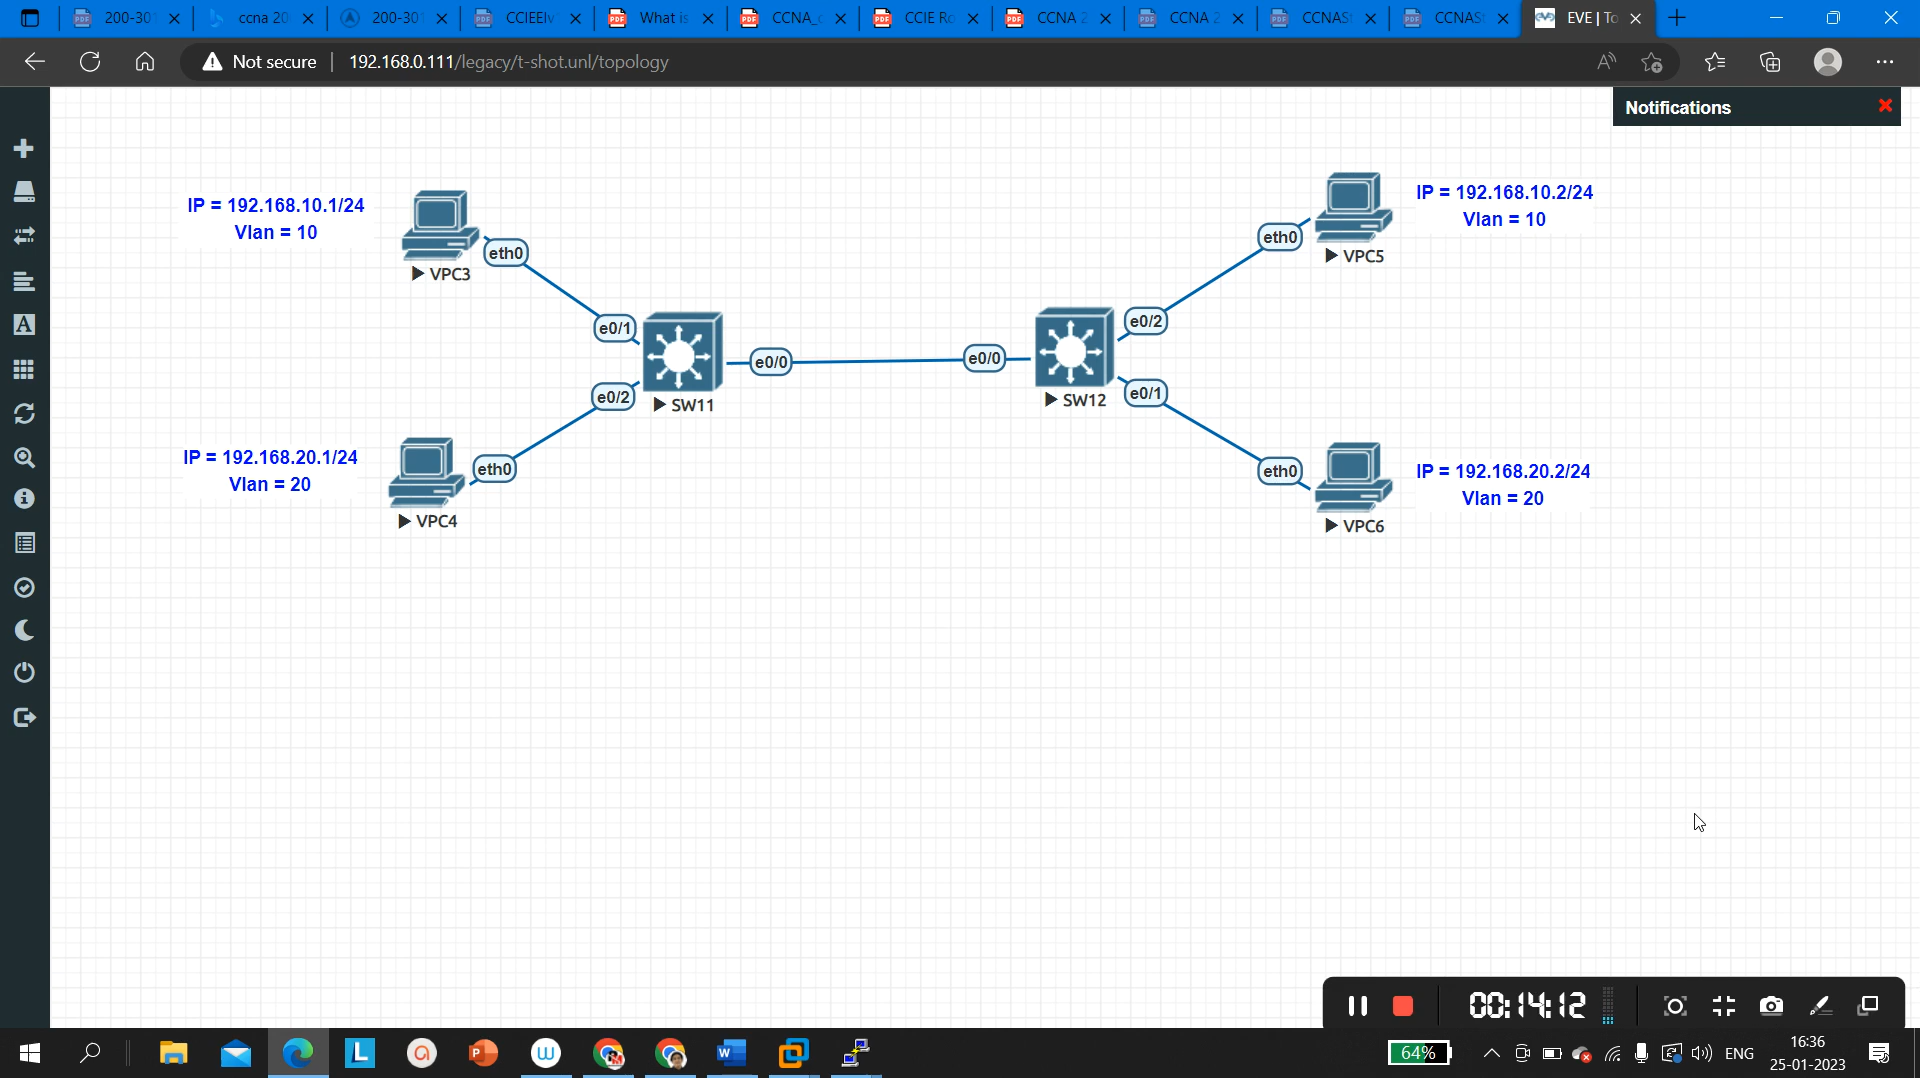 200-30
ccna 20
200-30
CCIEElv
What is
CCNA_
CCIE Ro
CCNA 2
CCNA 2
CCNAS
CCNAS
EVE | To
Not secure
192.168.0.111/legacy/t-shot.unl/topology
Notifications
IP = 192.168.10.1/24
Vlan = 10
eth0
VPC3
IP = 192.168.10.2/24
Vlan = 10
eth0
VPC5
e0/1
e0/0
e0/2
SW11
e0/0
e0/2
e0/1
SW12
IP = 192.168.20.1/24
Vlan = 20
eth0
VPC4
IP = 192.168.20.2/24
Vlan = 20
eth0
VPC6
00:14:12
64%
ENG
16:36
25-01-2023